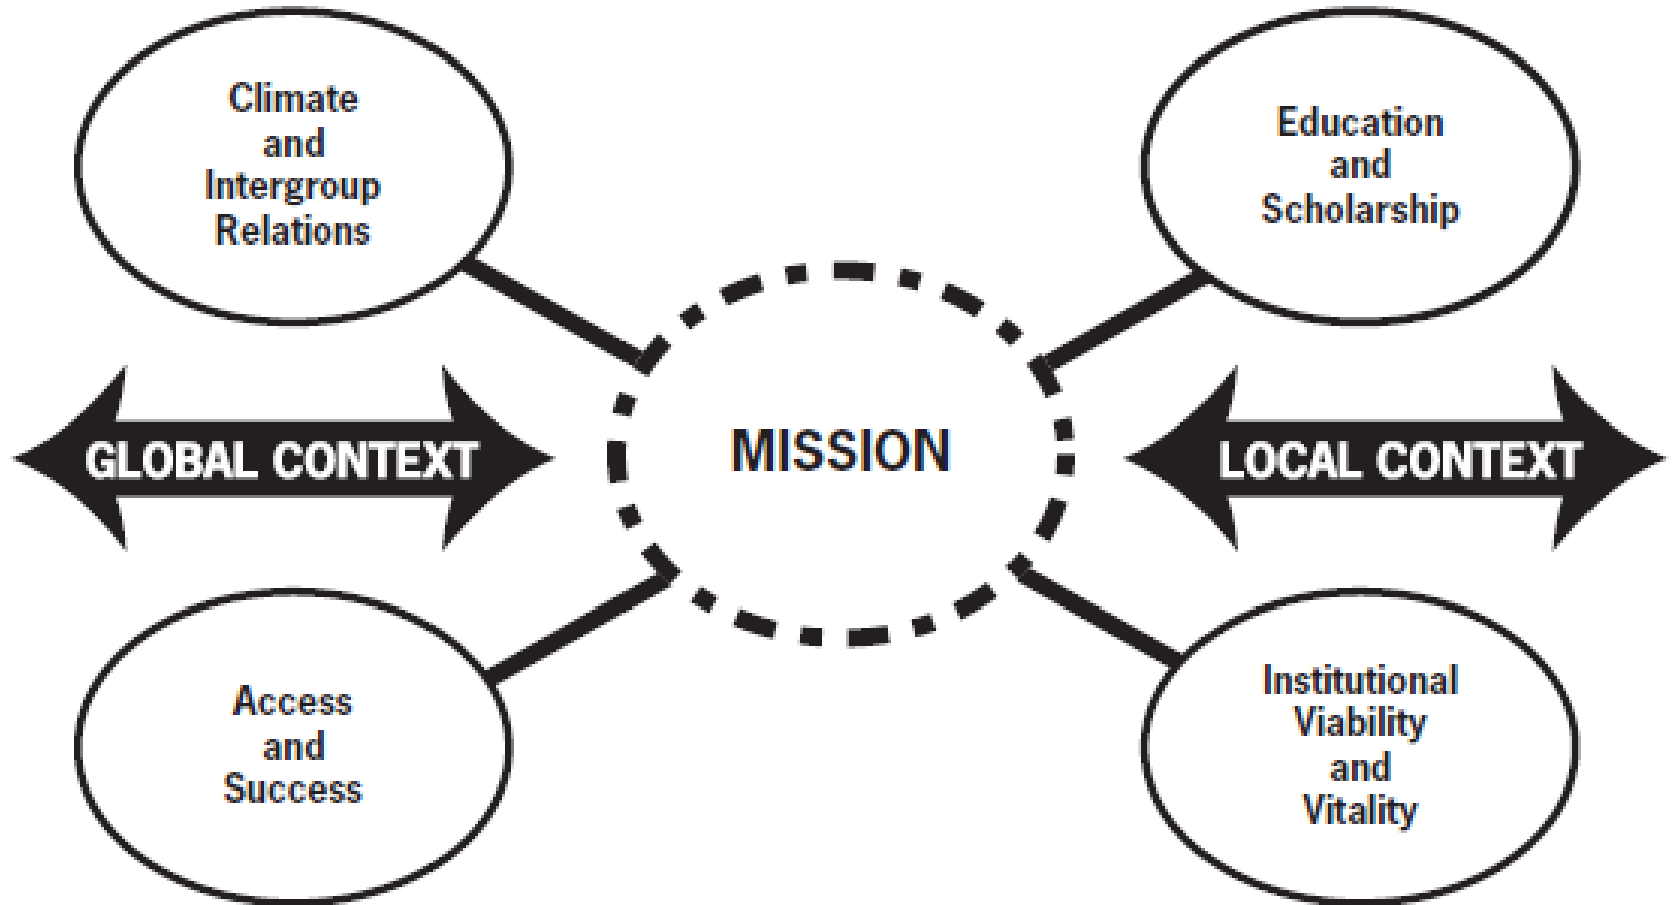 Climate
and
Intergroup
Relations
Education
and
Scholarship
GLOBAL CONTEXT
MISSION
LOCAL CONTEXT
Access
and
Success
Institutional
Viability
and
Vitality